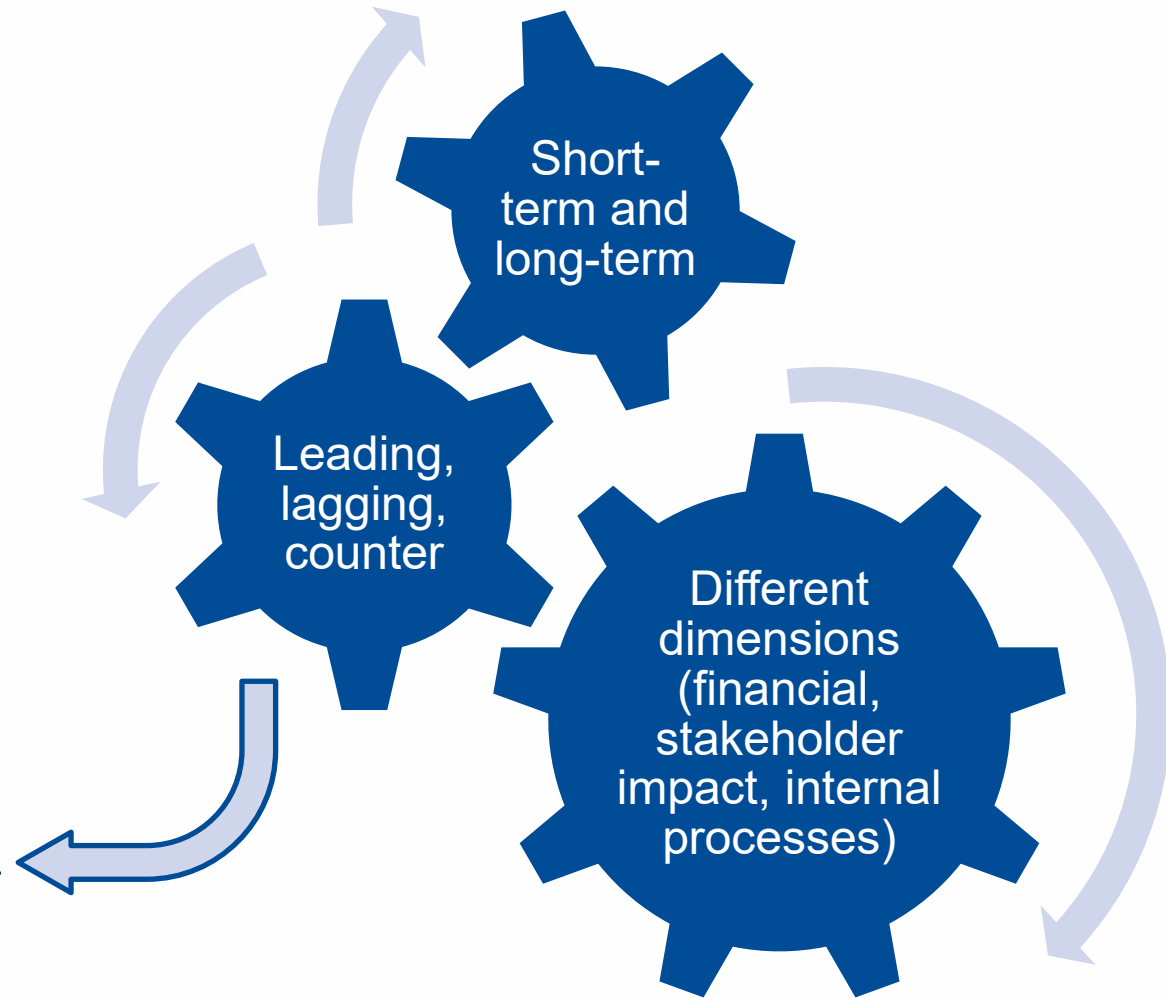 Short-
term and
long-term
Leading,
lagging,
counter
Different
dimensions
(financial,
stakeholder
impact, internal
processes)